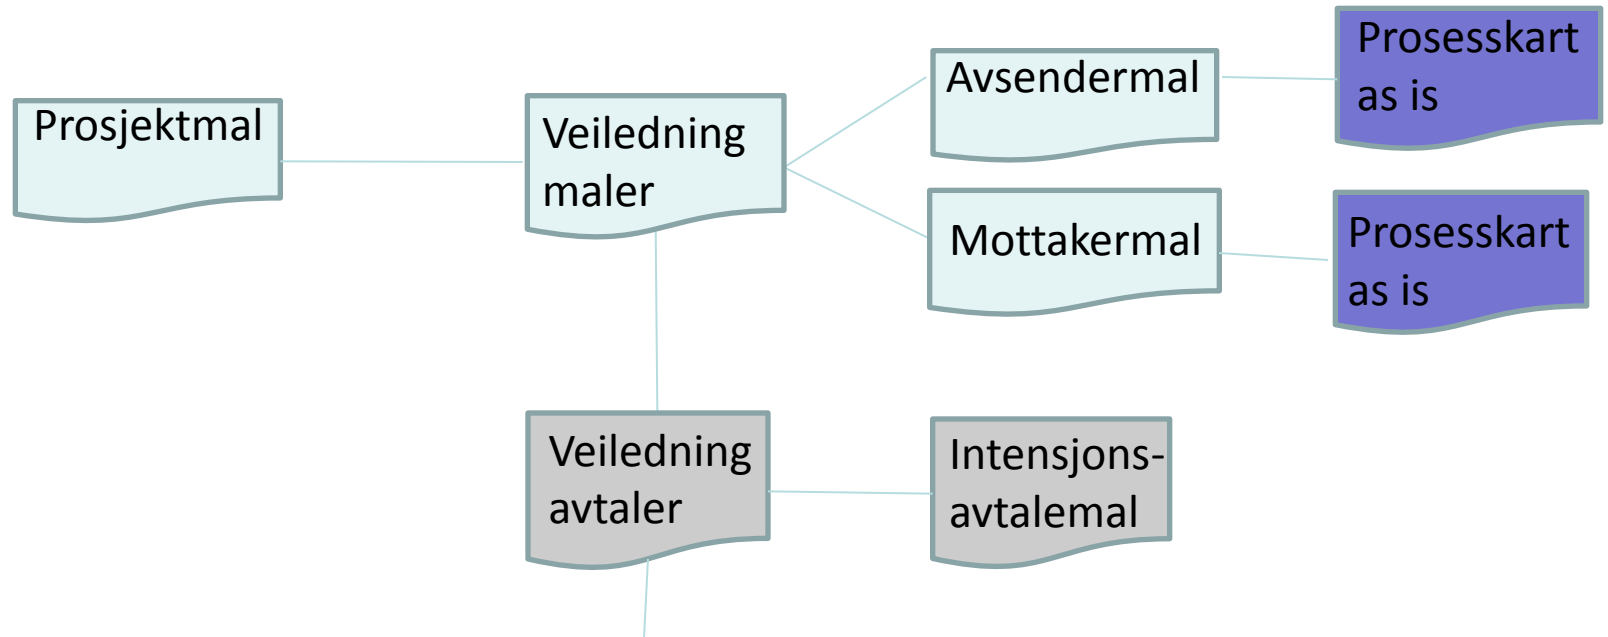 Prosjektmal
Veiledning
maler
Avsendermal
Prosesskart
as is
Mottakermal
Prosesskart
as is
Veiledning
avtaler
Intensjons-
avtalemal